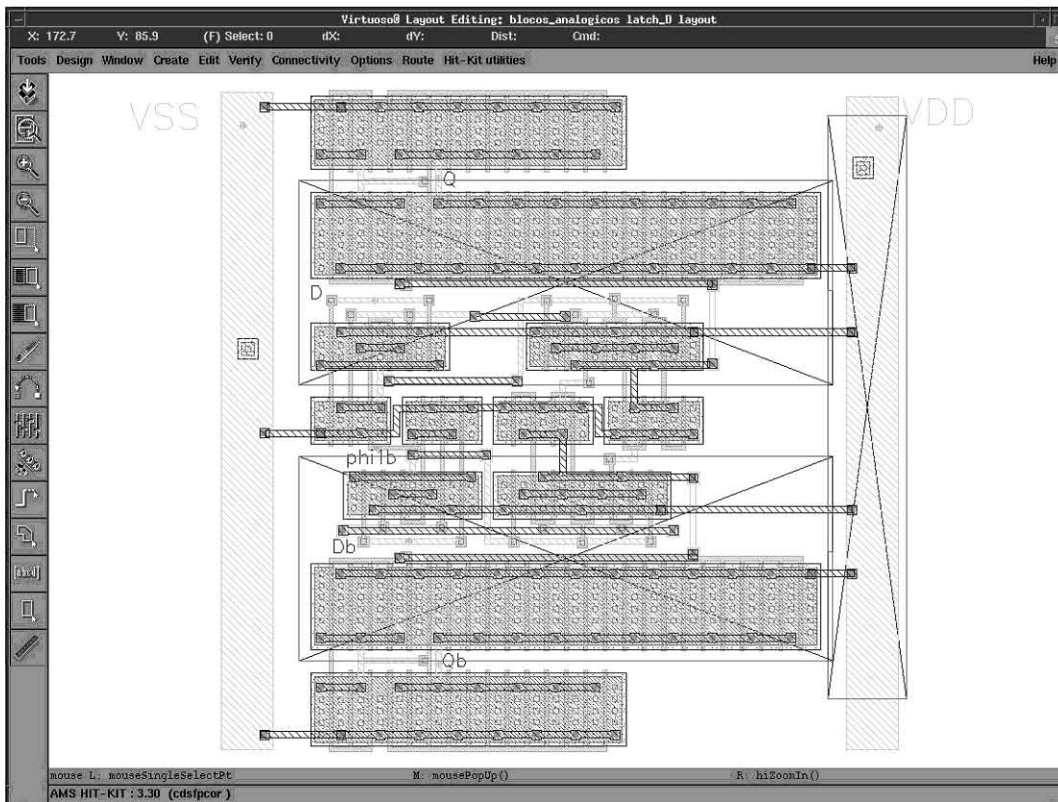 Virtuoso® Layout Editing: blocos_analogicos latch_D layout
X: 172.7 Y: 85.9 (F) Select: 0 dX: dY: Dist: Cmd:
Tools Design Window Create Edit Verify Connectivity Options Route Hit-Kit utilities Help
VSS VDD
Q
D
phi1b
Db
Qb
[abcd]
mouse L: mouseSingleSelectPt M: mousePopUp() R: hiZoomIn()
AMS HIT-KIT : 3.30 (cdsfpcor )